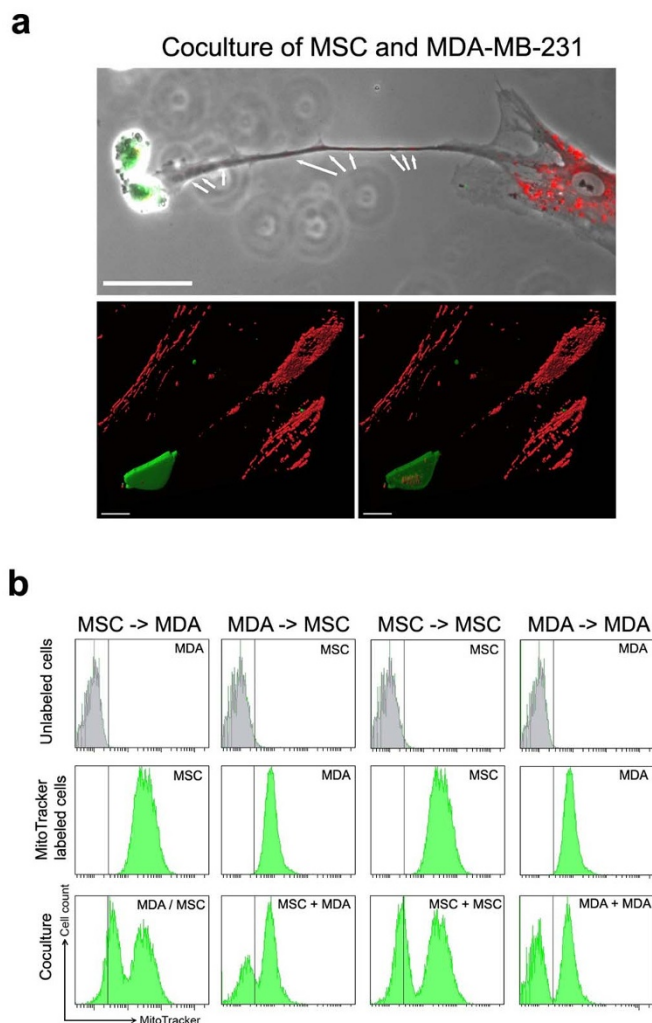 a
Coculture of MSC and MDA-MB-231
b
MSC -> MDA
MDA -> MSC
MSC -> MSC
MDA -> MDA
Unlabeled cells
MDA
MSC
MSC
MDA
MitoTracker
labeled cells
MSC
MDA
MSC
MDA
Coculture
MDA / MSC
MSC + MDA
MSC + MSC
MDA + MDA
Cell count
MitoTracker